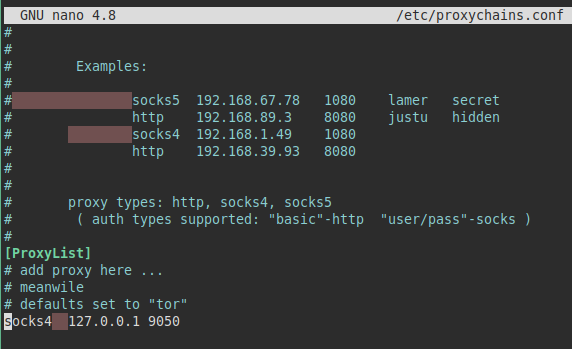 GNU nano 4.8 /etc/proxychains.conf
#
#
# Examples:
#
# socks5 192.168.67.78 1080 lamer secret
# http 192.168.89.3 8080 justu hidden
# socks4 192.168.1.49 1080
# http 192.168.39.93 8080
#
#
# proxy types: http, socks4, socks5
# ( auth types supported: "basic"-http "user/pass"-socks )
#
[ProxyList]
# add proxy here ...
# meanwile
# defaults set to "tor"
socks4 127.0.0.1 9050